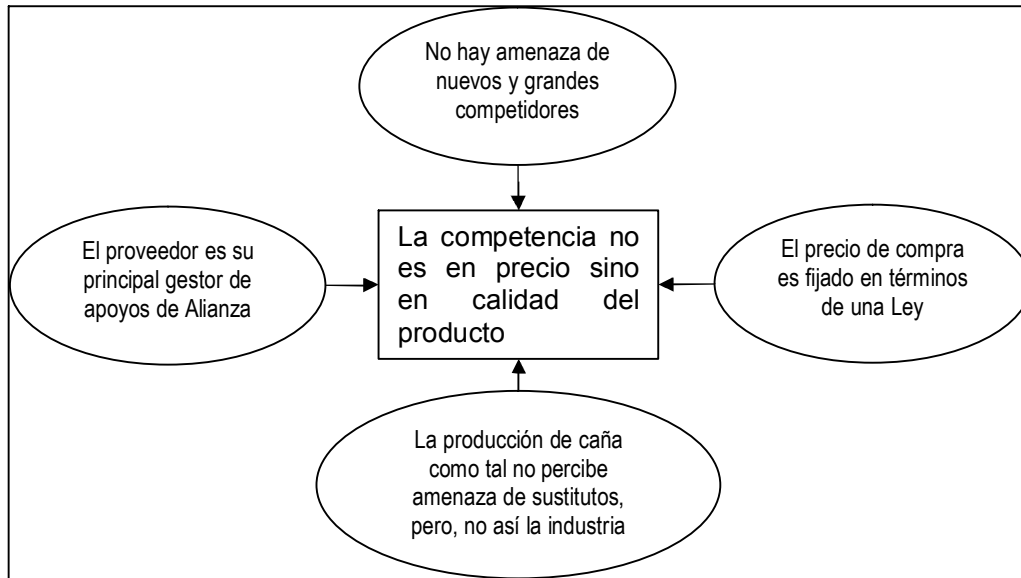 No hay amenaza de
nuevos y grandes
competidores
El proveedor es su
principal gestor de
apoyos de Alianza
La competencia no
es en precio sino
en calidad del
producto
El precio de compra
es fijado en términos
de una Ley
La producción de caña
como tal no percibe
amenaza de sustitutos,
pero, no así la industria